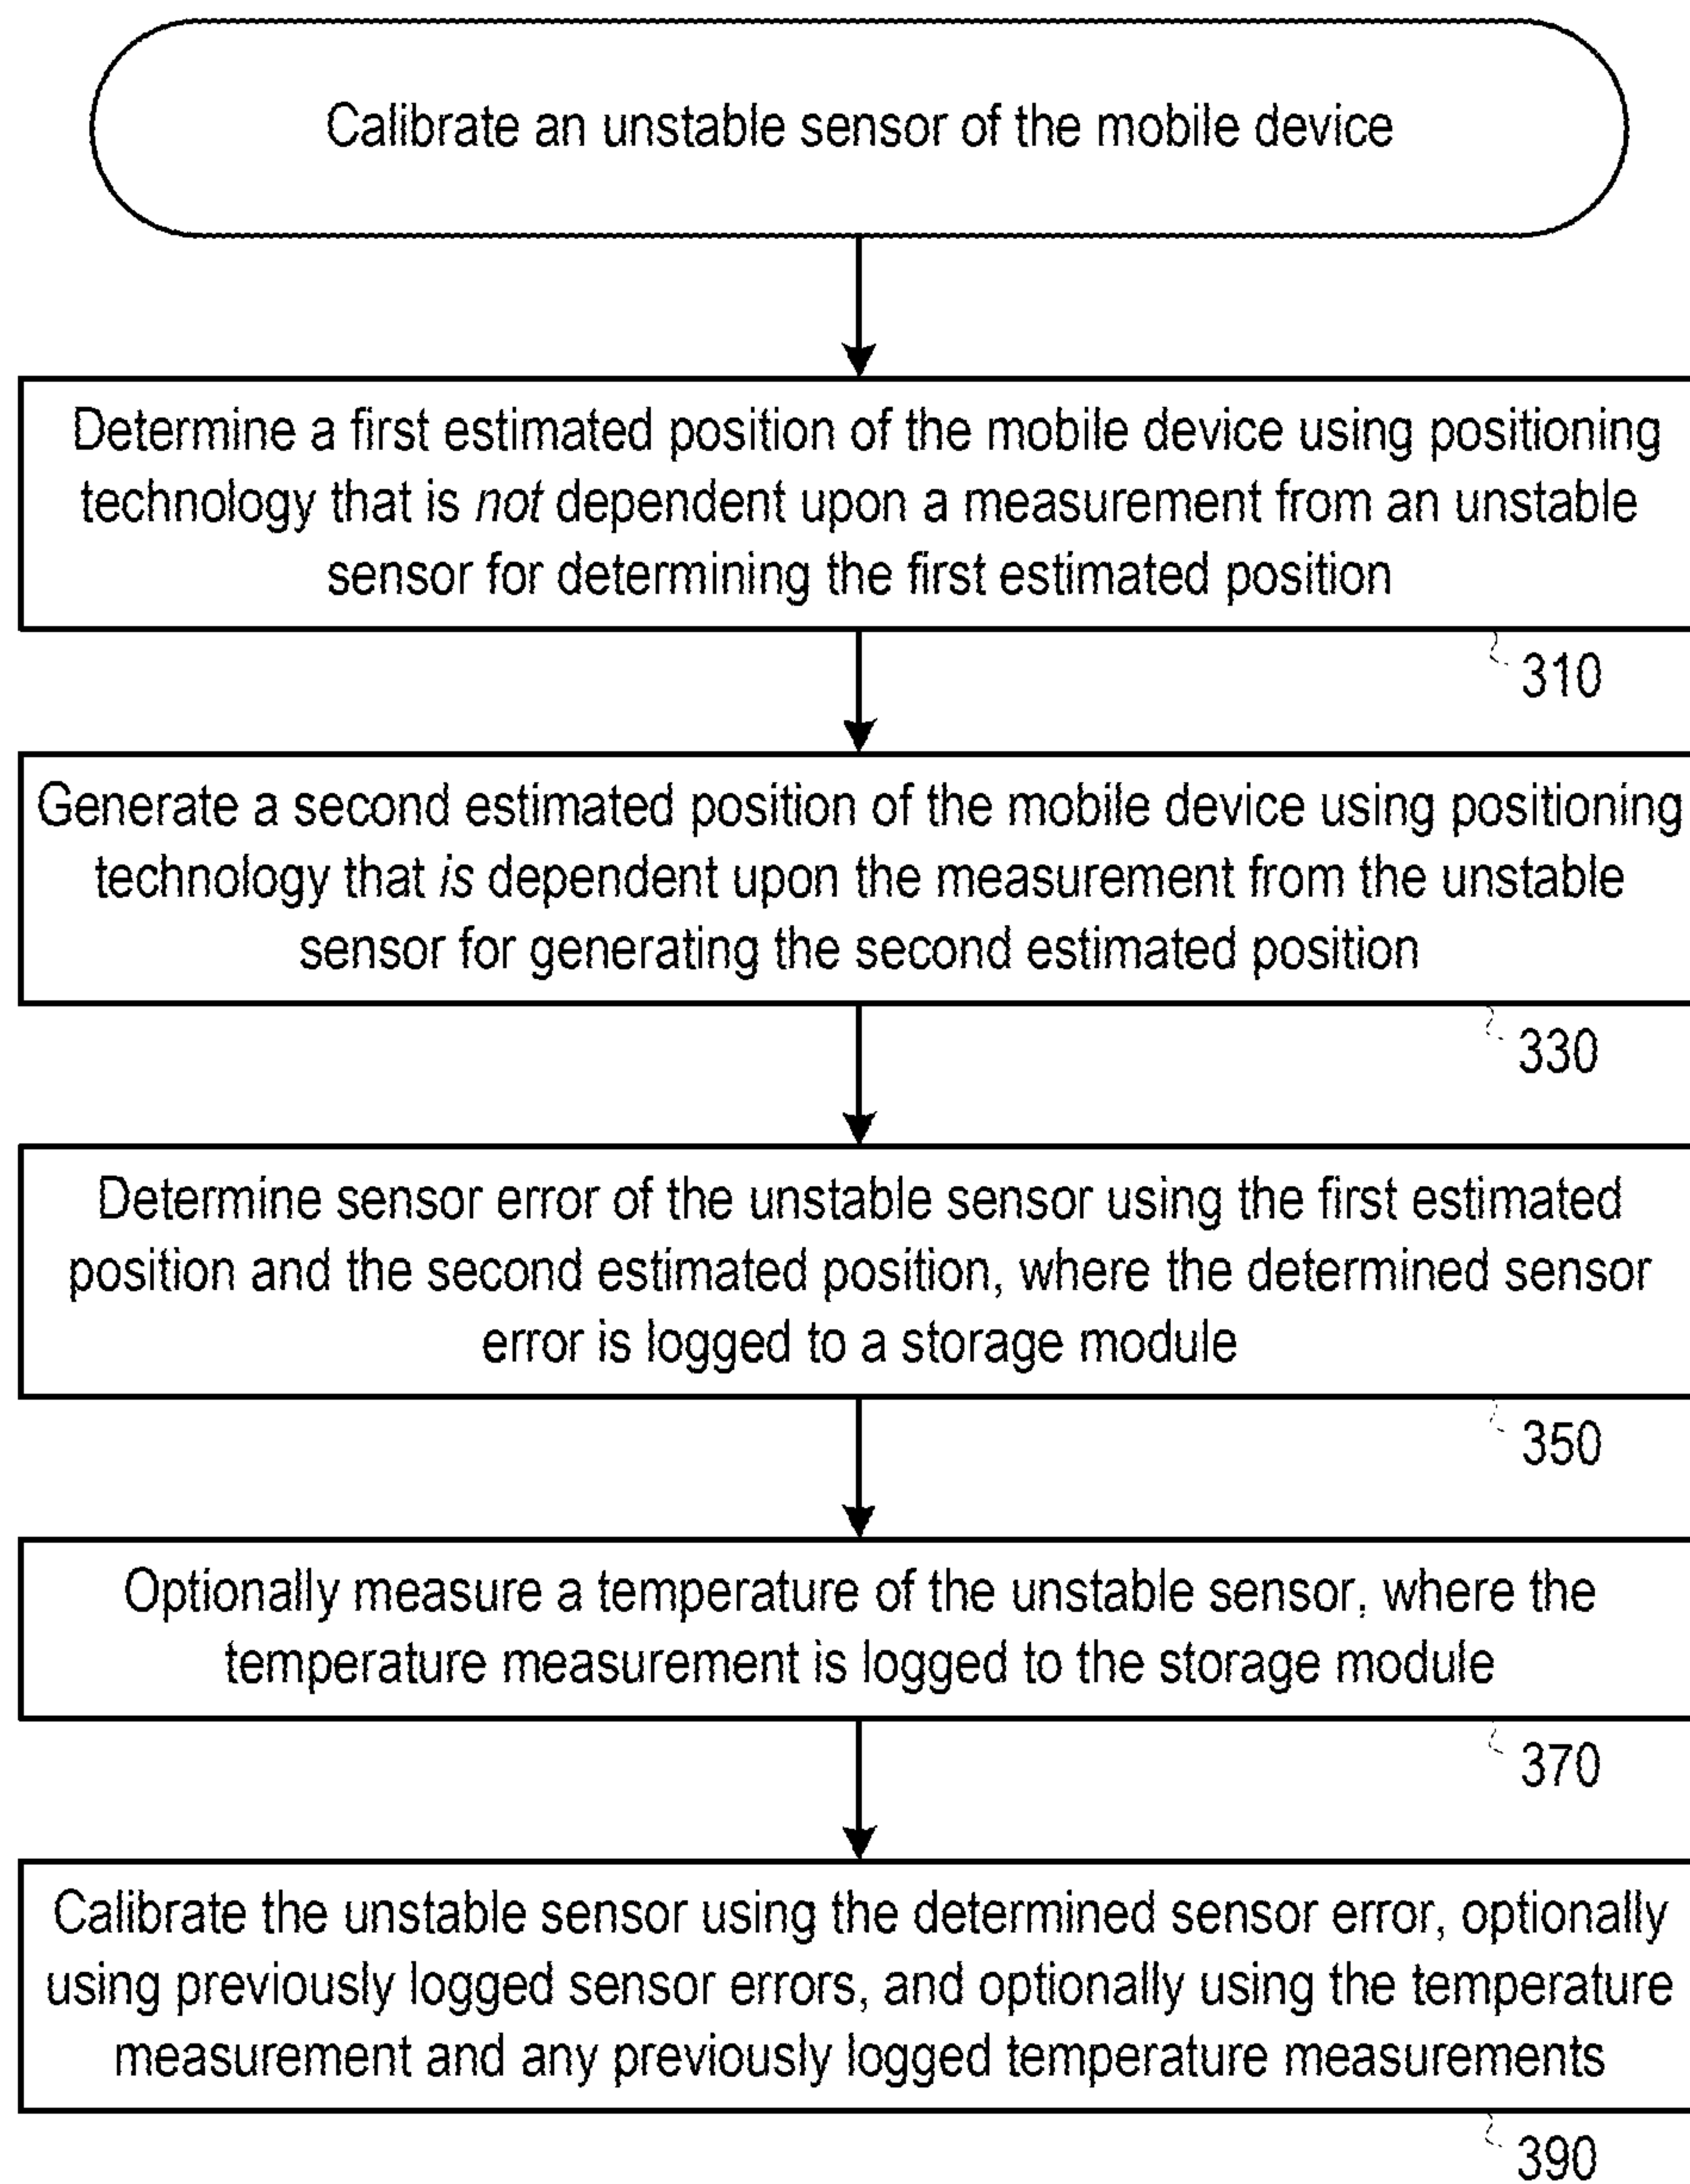 Calibrate an unstable sensor of the mobile device
Determine a first estimated position of the mobile device using positioning
technology that is not dependent upon a measurement from an unstable
sensor for determining the first estimated position
310
Generate a second estimated position of the mobile device using positioning
technology that is dependent upon the measurement from the unstable
sensor for generating the second estimated position
330
Determine sensor error of the unstable sensor using the first estimated
position and the second estimated position, where the determined sensor
error is logged to a storage module
350
Optionally measure a temperature of the unstable sensor, where the
temperature measurement is logged to the storage module
370
Calibrate the unstable sensor using the determined sensor error, optionally
using previously logged sensor errors, and optionally using the temperature
measurement and any previously logged temperature measurements
390